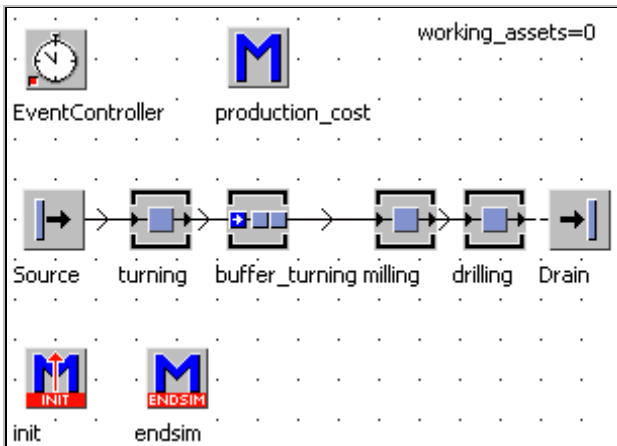 working_assets=0
EventController production_cost
Source turning buffer_turning milling drilling Drain
INIT ENDSIM
init endsim